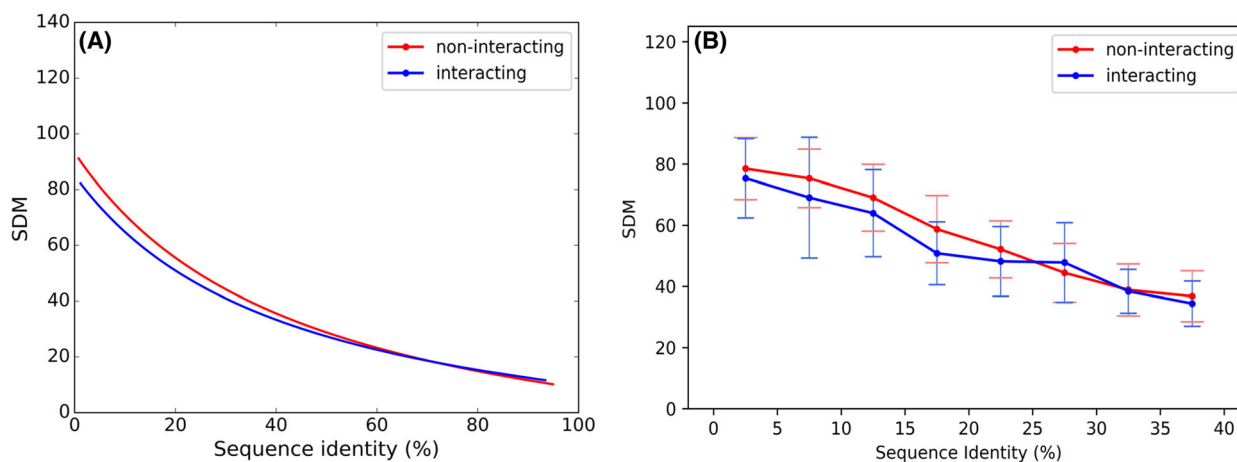 (A)
non-interacting
interacting
140
120
100
80
60
40
20
0
SDM
0 20 40 60 80 100
Sequence identity (%)
(B)
non-interacting
interacting
120
100
80
60
40
20
0
SDM
0 5 10 15 20 25 30 35 40
Sequence Identity (%)